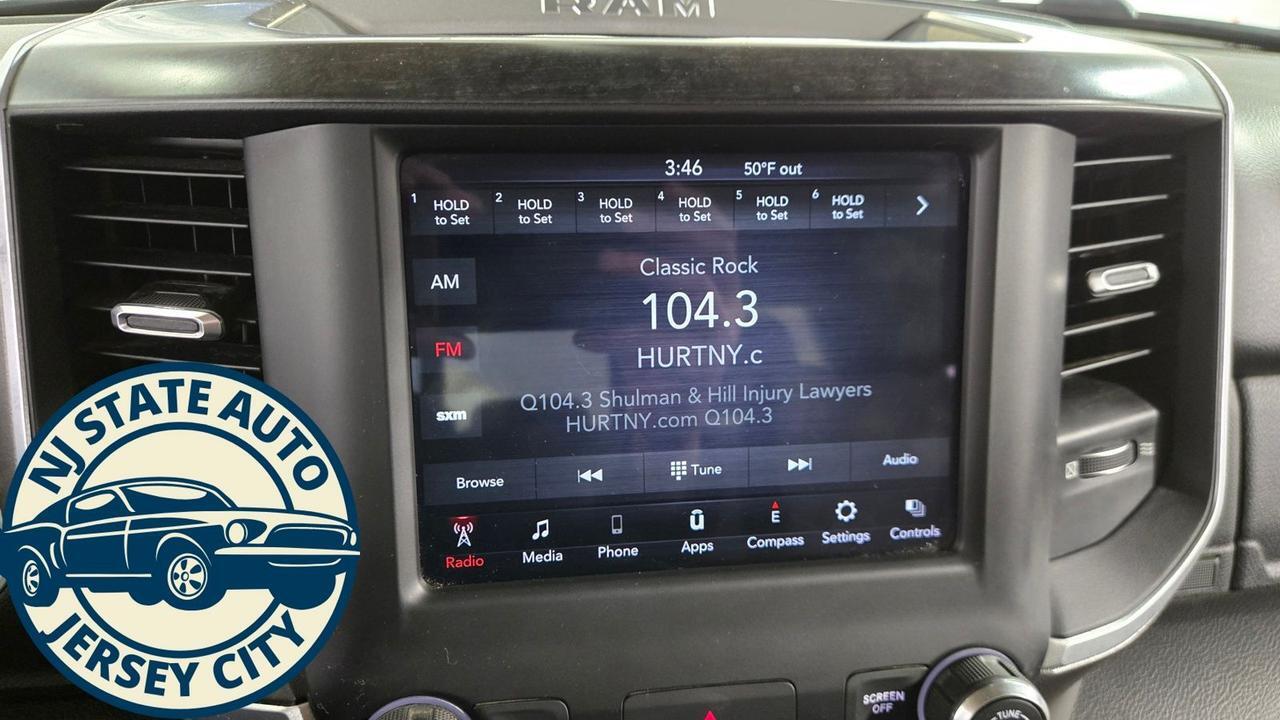 RAM
3:46 50°F out
1 HOLD to Set
2 HOLD to Set
3 HOLD to Set
4 HOLD to Set
5 HOLD to Set
6 HOLD to Set
AM
FM
sxm
Classic Rock
104.3
HURTNY.c
Q104.3 Shulman & Hill Injury Lawyers
HURTNY.com Q104.3
Browse Tune Audio
Radio Media Phone Apps E Compass Settings Controls
SCREEN
OFF
TUNE
NJ STATE AUTO
JERSEY CITY